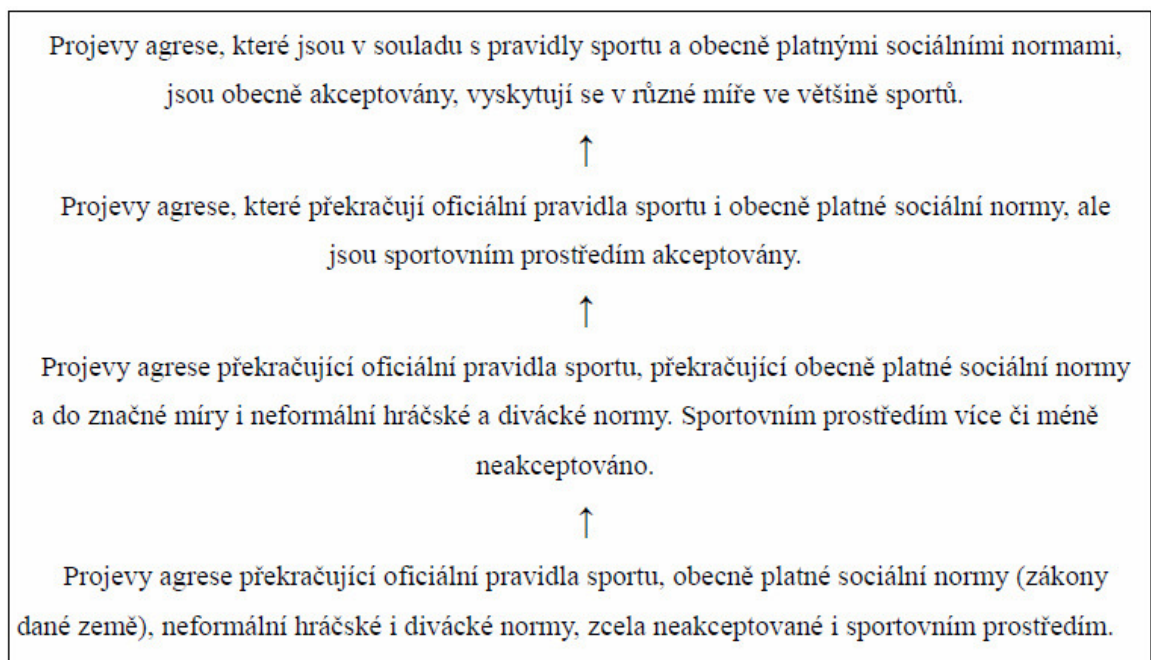 Projevy agrese, které jsou v souladu s pravidly sportu a obecně platnými sociálními normami,
jsou obecně akceptovány, vyskytují se v různé míře ve většině sportů.
↑
Projevy agrese, které překračují oficiální pravidla sportu i obecně platné sociální normy, ale
jsou sportovním prostředím akceptovány.
↑
Projevy agrese překračující oficiální pravidla sportu, překračující obecně platné sociální normy
a do značné míry i neformální hráčské a divácké normy. Sportovním prostředím více či méně
neakceptováno.
↑
Projevy agrese překračující oficiální pravidla sportu, obecně platné sociální normy (zákony
dané země), neformální hráčské i divácké normy, zcela neakceptované i sportovním prostředím.